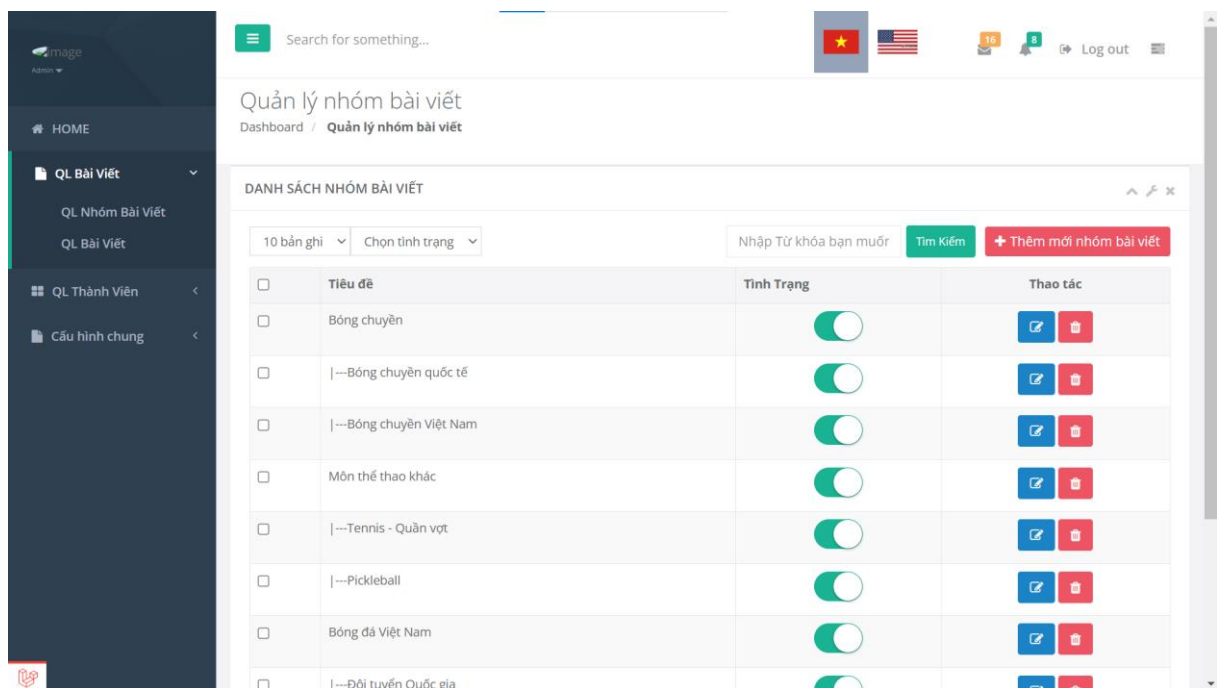 image
Admin
HOME
QL Bài Viết
QL Nhóm Bài Viết
QL Bài Viết
QL Thành Viên
Cấu hình chung
Search for something...
16
8
Log out
Quản lý nhóm bài viết
Dashboard / Quản lý nhóm bài viết
DANH SÁCH NHÓM BÀI VIẾT
10 bản ghi
Chọn tình trạng
Nhập Từ khóa bạn muốn
Tìm Kiếm
Thêm mới nhóm bài viết
Tiêu đề Tình Trạng Thao tác
Bóng chuyền
|---Bóng chuyền quốc tế
|---Bóng chuyền Việt Nam
Môn thể thao khác
|---Tennis - Quần vợt
|---Pickleball
Bóng đá Việt Nam
|---Đội tuyển Quốc gia